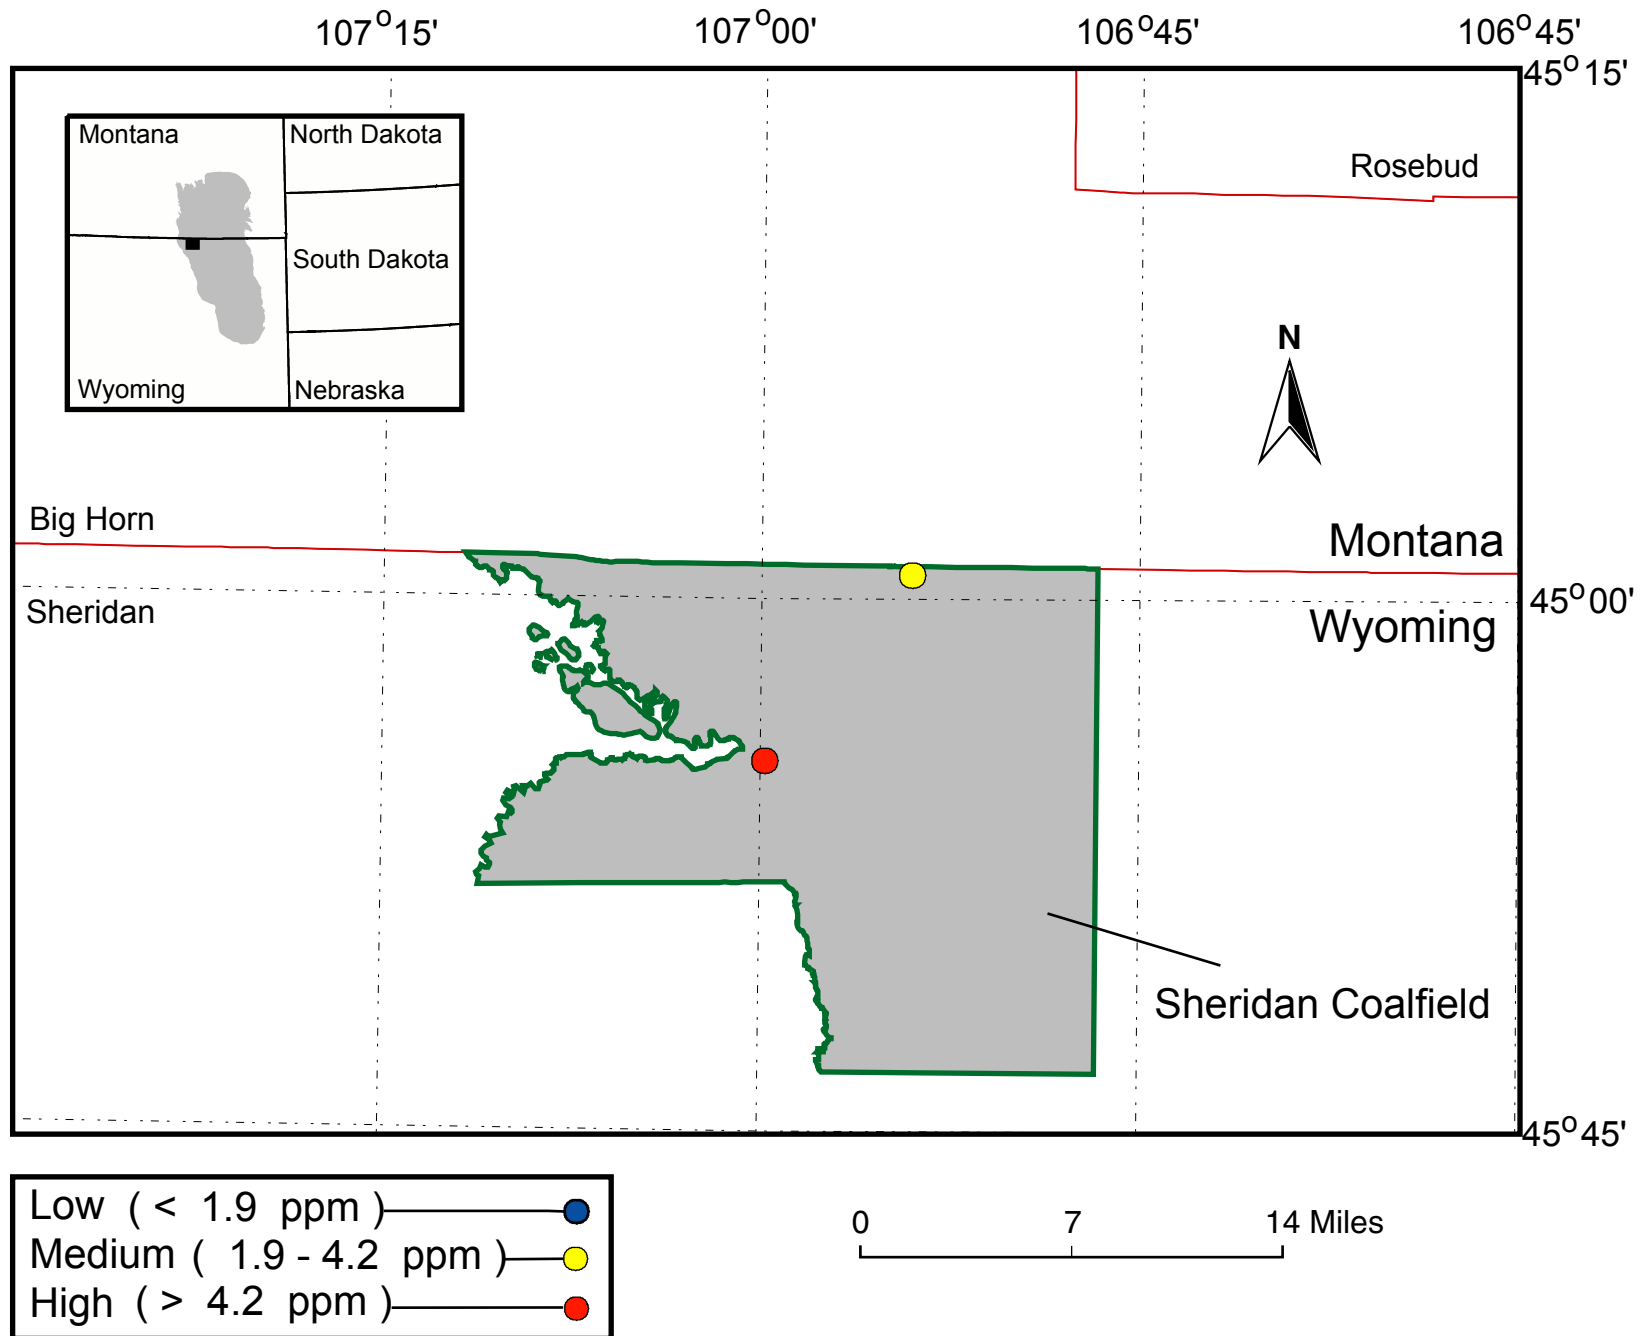 107°15' 107°00' 106°45' 106°45'
45°15'
Montana North Dakota
Rosebud
South Dakota
N
Wyoming Nebraska
Big Horn
Montana
Sheridan
45°00'
Wyoming
Sheridan Coalfield
45°45'
Low ( < 1.9 ppm )
Medium ( 1.9 - 4.2 ppm )
High ( > 4.2 ppm )
0 7 14 Miles